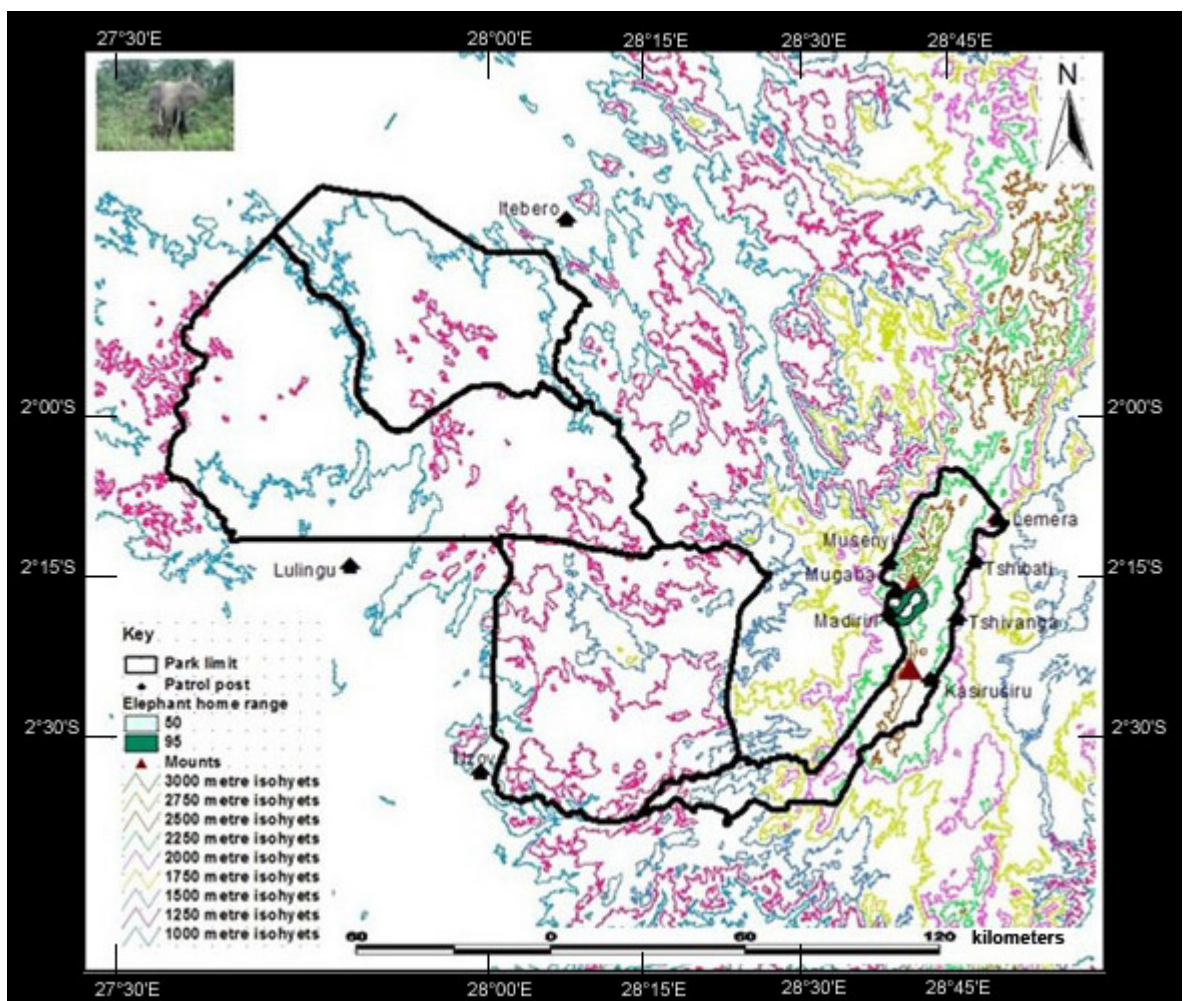 27°30'E 28°00'E 28°15'E 28°30'E 28°45'E
N
Itebero
2°00'S 2°00'S
Lemera
Musenyi
Lulingu
2°15'S
Mugaba
Tshibati
2°15'S
Madiriri
Tshivanga
Key
Park limit
Patrol post
Kasirusiru
Elephant home range
50
2°30'S
95
2°30'S
Mounts
3000 metre isohyets
2750 metre isohyets
2500 metre isohyets
2250 metre isohyets
2000 metre isohyets
1750 metre isohyets
1500 metre isohyets
1250 metre isohyets
1000 metre isohyets
60 0 60 120 kilometers
27°30'E 28°00'E 28°15'E 28°30'E 28°45'E